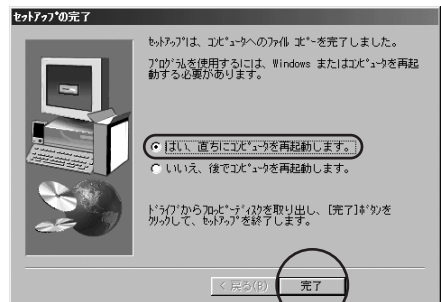 セットアップの完了
セットアップは、コンピュータへのファイル コピーを完了しました。
プログラムを使用するには、Windows またはコンピュータを再起
動する必要があります。
はい、直ちにコンピュータを再起動します。
いいえ、後でコンピュータを再起動します。
ドライブからフロッピーディスクを取り出し、[完了]ボタンを
クリックして、セットアップを終了します。
< 戻る(B)
完了